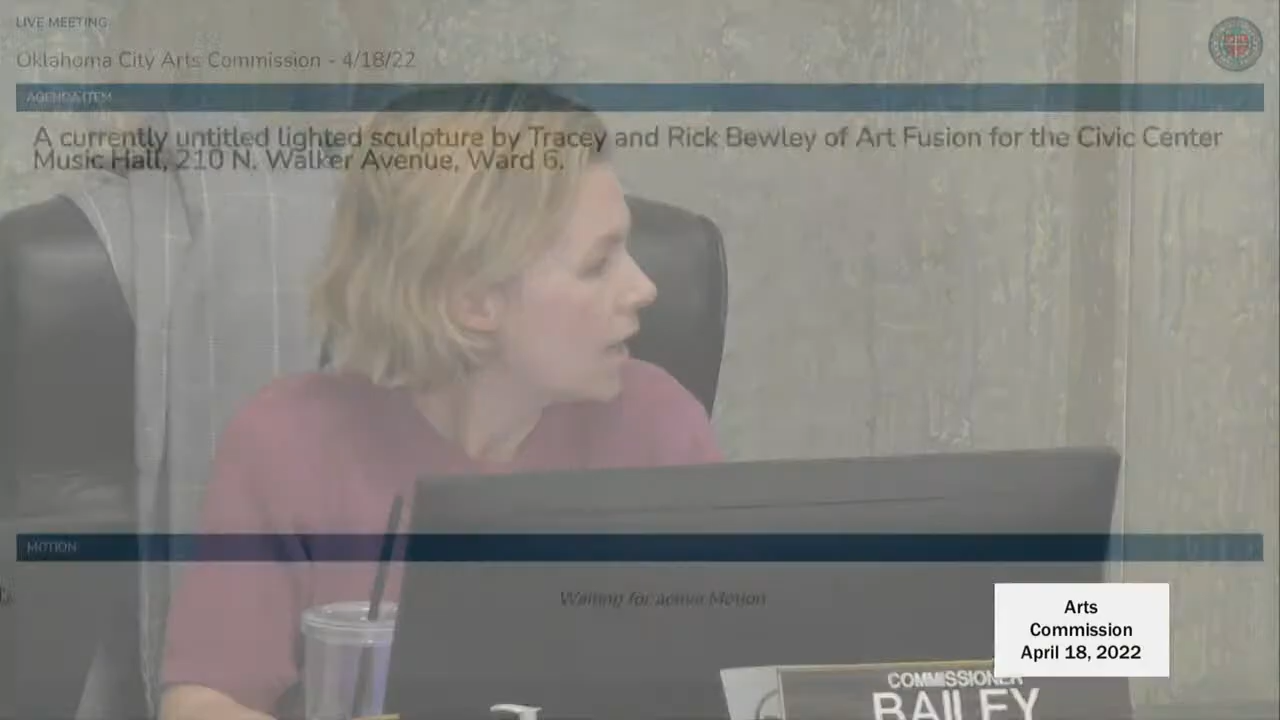 LIVE MEETING
Oklahoma City Arts Commission - 4/18/22
AGENDA ITEM
A currently untitled lighted sculpture by Tracey and Rick Bewley of Art Fusion for the Civic Center
Music Hall, 210 N. Walker Avenue, Ward 6.
MOTION
Waiting for active Motion
Arts
Commission
April 18, 2022
COMMISSIONER
BAILEY